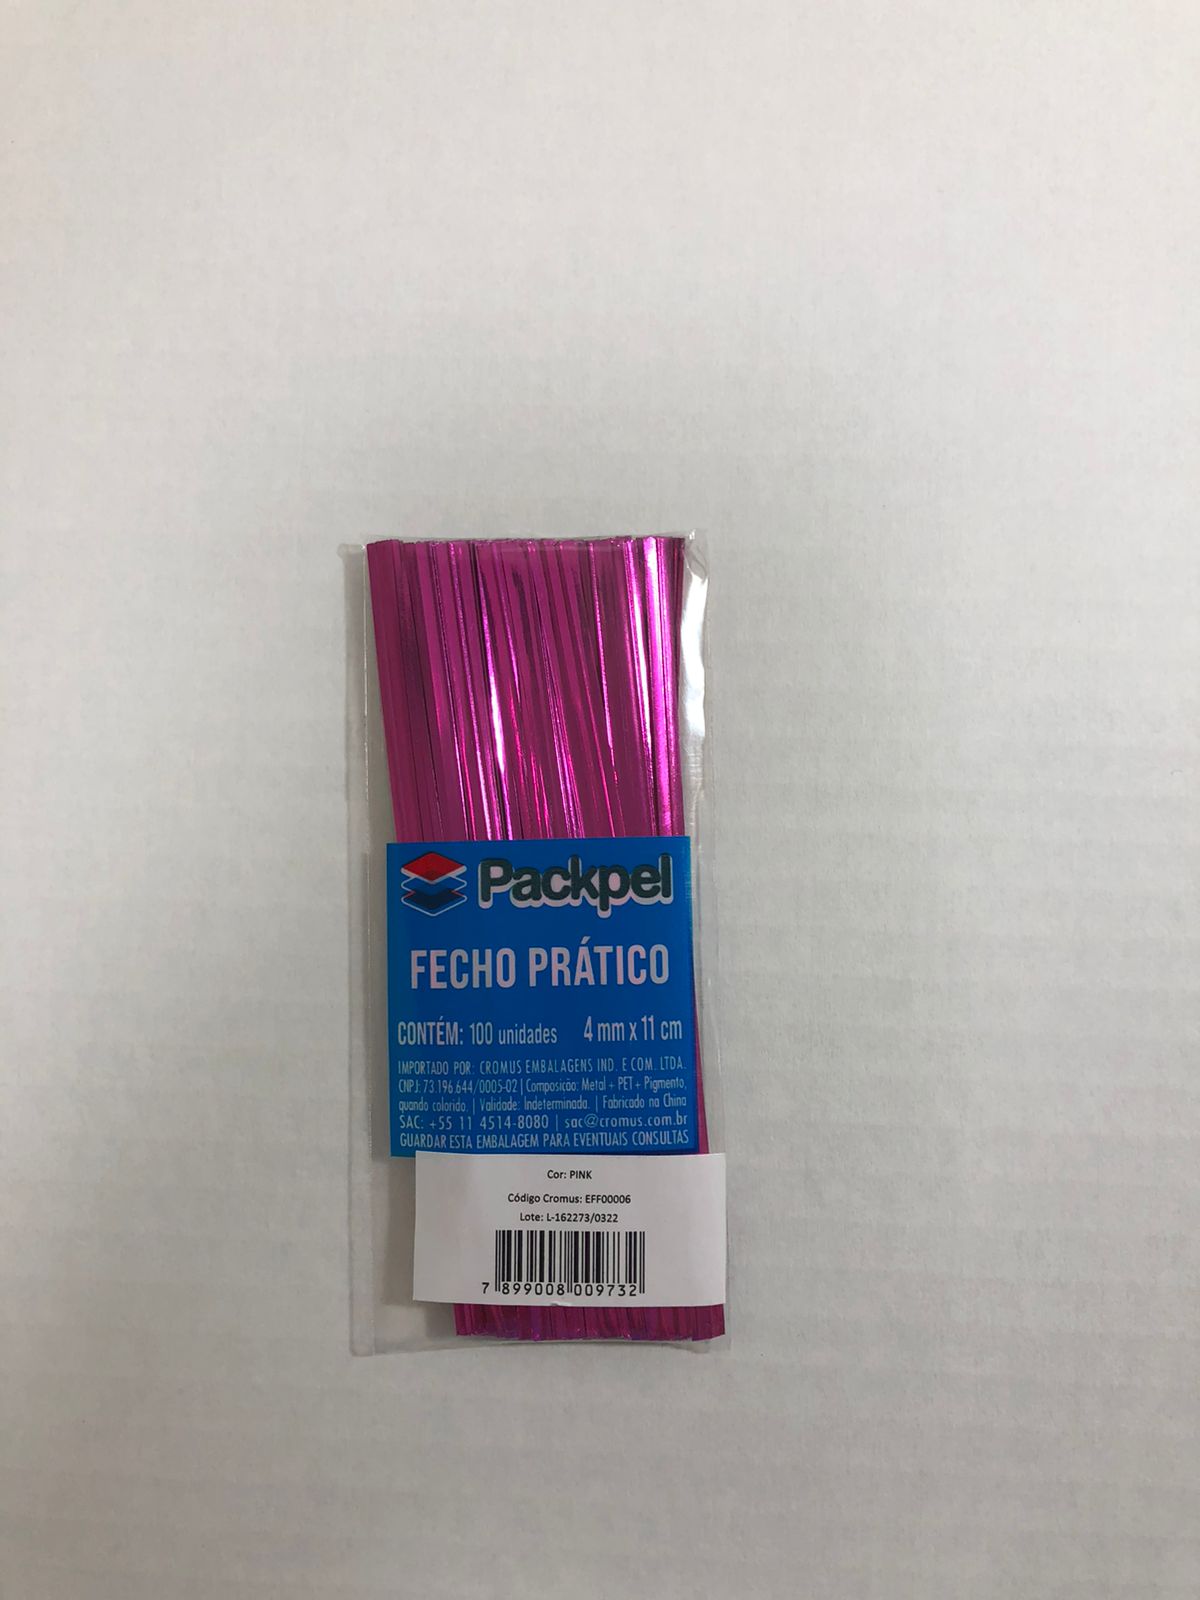 Packpel
FECHO PRÁTICO
CONTÉM: 100 unidades 4 mm x 11 cm
IMPORTADO POR: CROMUS EMBALAGENS IND. E COM. LTDA.
CNPJ: 73.196.644/0005-02 | Composição: Metal + PET + Pigmento,
quando colorido. | Validade: Indeterminada. | Fabricado na China
SAC: +55 11 4514-8080 | sac@cromus.com.br
GUARDAR ESTA EMBALAGEM PARA EVENTUAIS CONSULTAS
Cor: PINK
Código Cromus: EFF00006
Lote: L-162273/0322
7 899008 009732